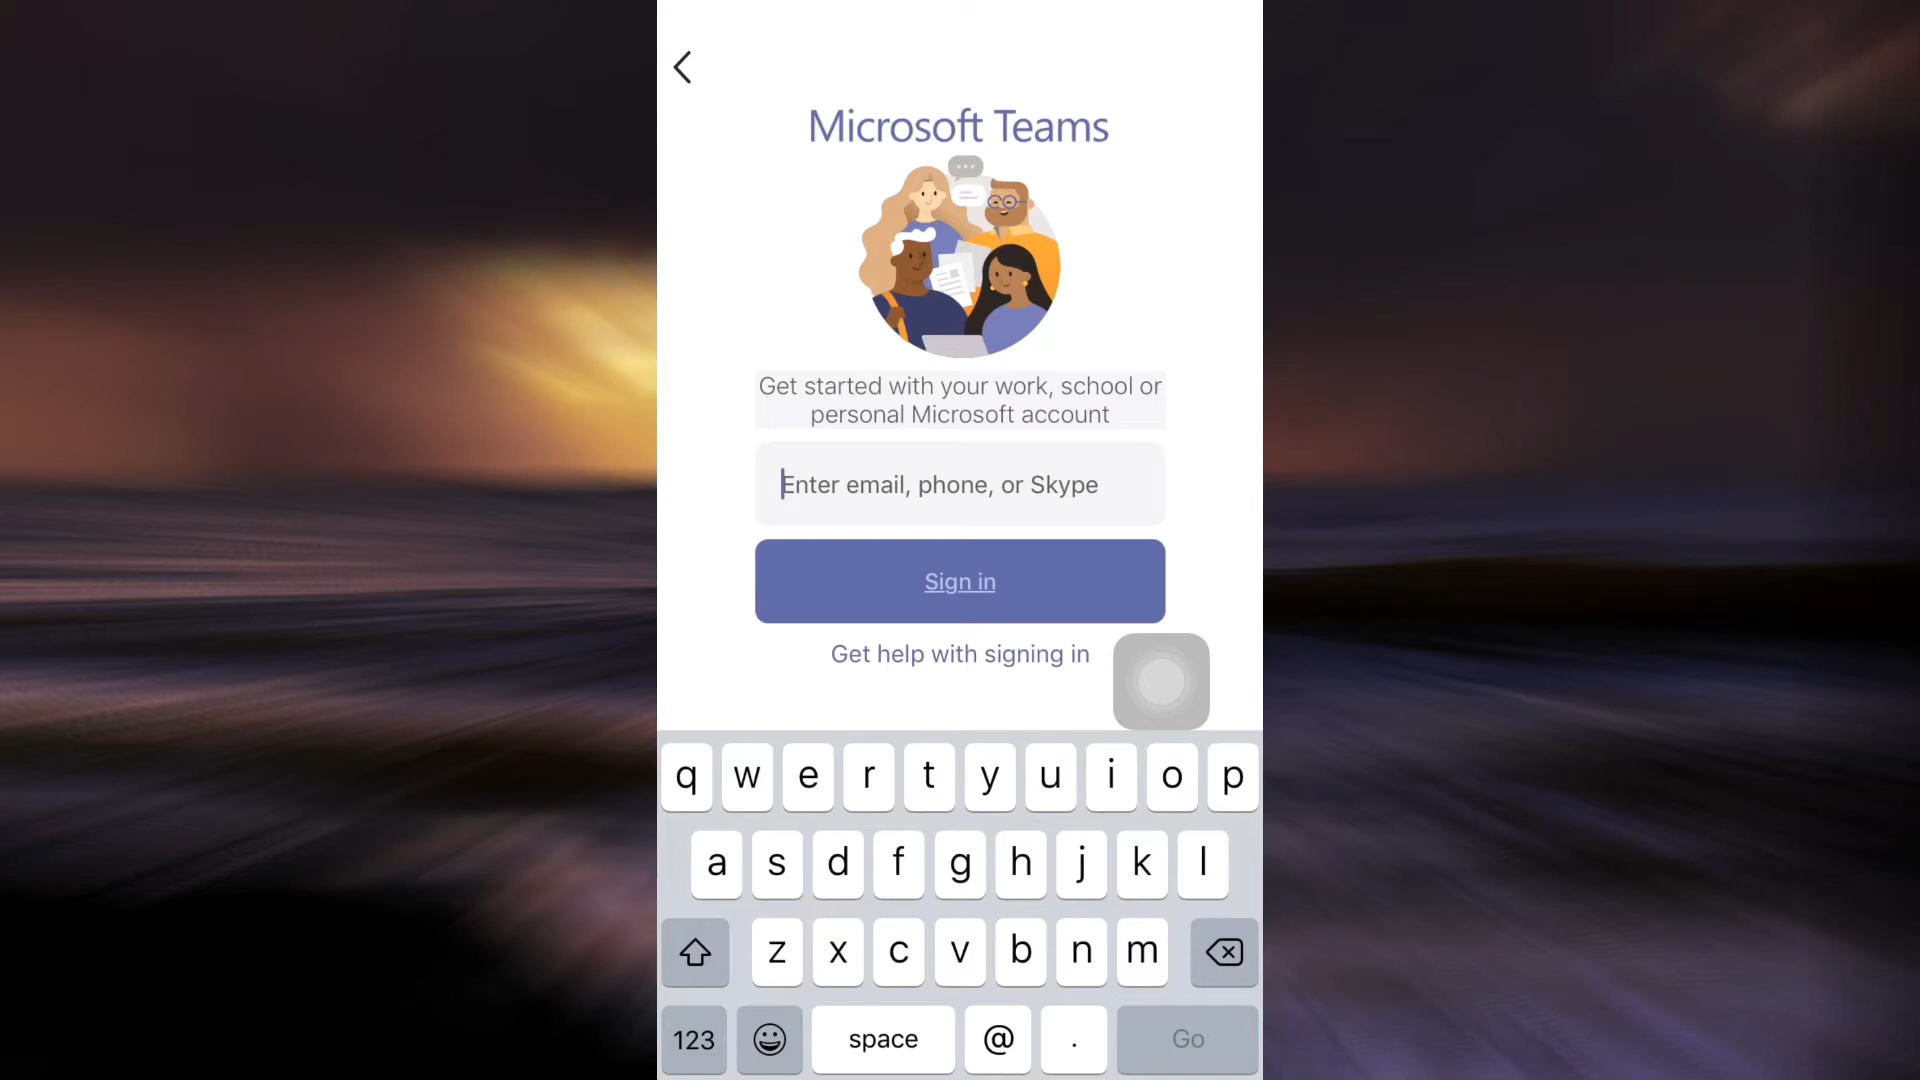 Microsoft Teams
Get started with your work, school or
personal Microsoft account
Enter email, phone, or Skype
Sign in
Get help with signing in
q w e r t y u i o p
a s d f g h j k l
z x c v b n m
123 space @ . Go